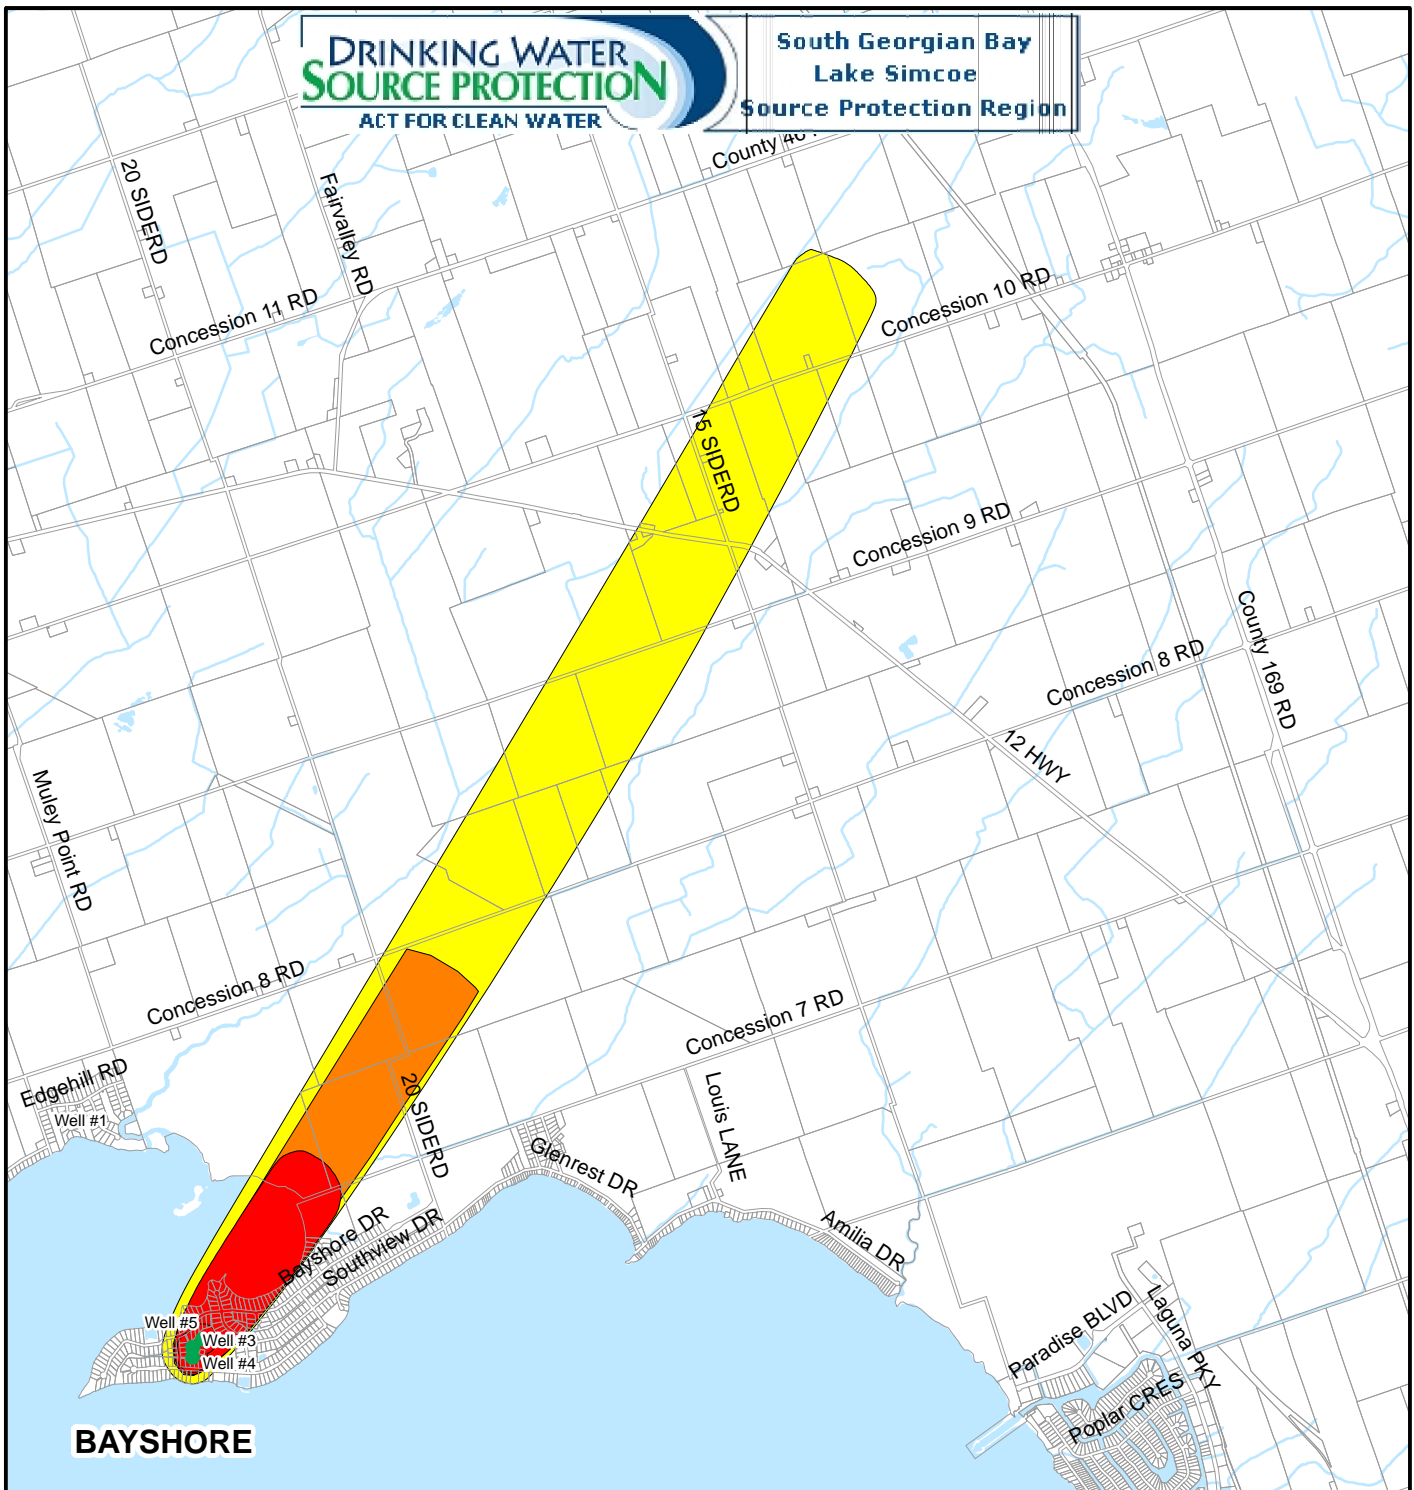 DRINKING WATER
SOURCE PROTECTION
ACT FOR CLEAN WATER
South Georgian Bay
Lake Simcoe
Source Protection Region
County
20 SIDERD
Fairvalley RD
Concession 11 RD
Concession 10 RD
15 SIDERD
Concession 9 RD
County 169 RD
Concession 8 RD
12 HWY
Muley Point RD
Concession 8 RD
Concession 7 RD
Edgehill RD
Well #1
20 SIDERD
Louis LANE
Glenrest DR
Bayshore DR
Southview DR
Amilia DR
Well #5
Well #3
Well #4
Paradise BLVD
Laguna PKY
Poplar CRES
BAYSHORE